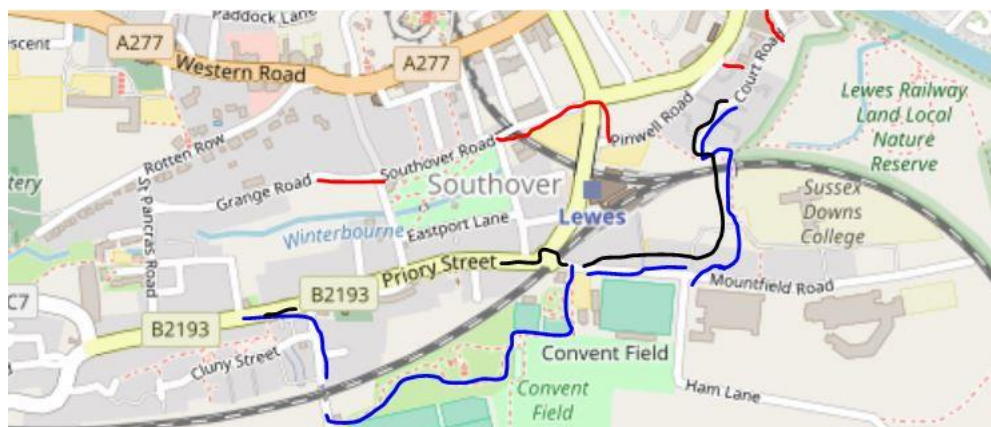 Paddock Lane
escent
A277
Western Road
A277
Court Road
Lewes Railway
Land Local
Nature
Reserve
Pinwell Road
Rotten Row
Southover Road
Grange Road
Southover
tery
St Pancras Road
Lewes
Sussex
Downs
College
Winterbourne
Eastport Lane
Priory Street
Mountfield Road
C7
B2193
B2193
Cluny Street
Convent Field
Ham Lane
Convent
Field